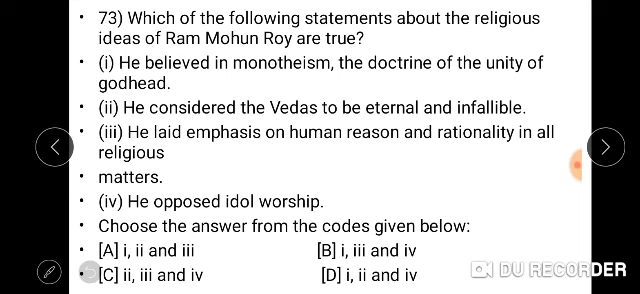 • 73) Which of the following statements about the religious
ideas of Ram Mohun Roy are true?
• (i) He believed in monotheism, the doctrine of the unity of
godhead.
• (ii) He considered the Vedas to be eternal and infallible.
• (iii) He laid emphasis on human reason and rationality in all
religious
• matters.
• (iv) He opposed idol worship.
• Choose the answer from the codes given below:
• [A] i, ii and iii [B] i, iii and iv
• [C] ii, iii and iv [D] i, ii and iv
DU RECORDER